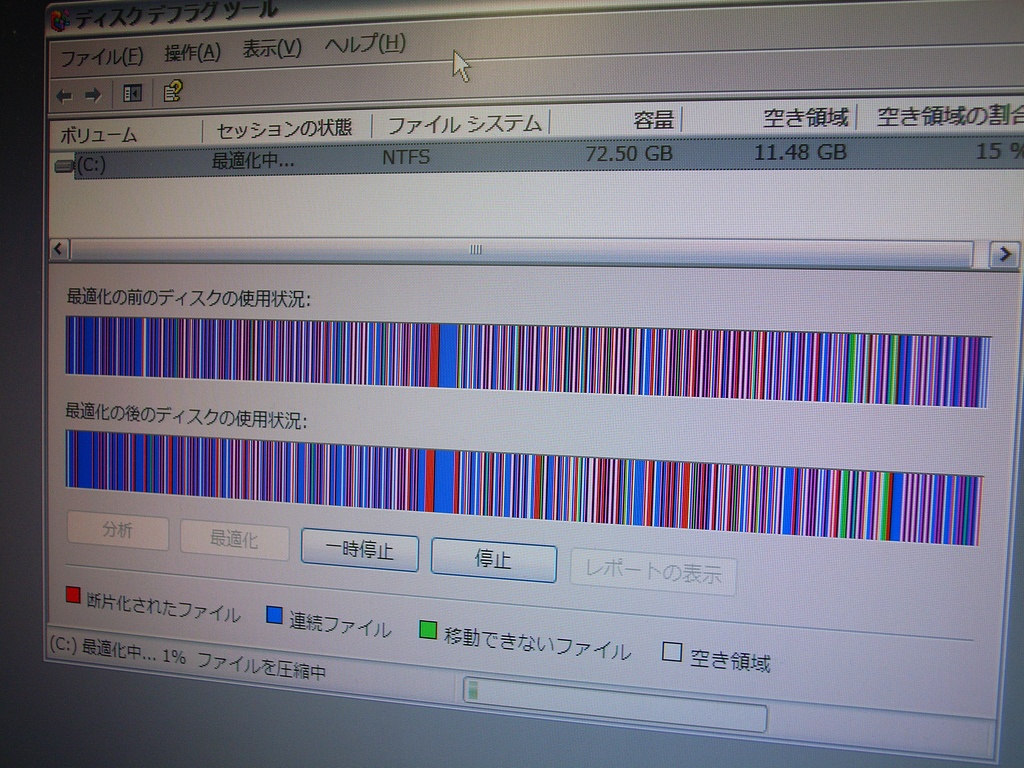 ディスク デフラグ ツール
ファイル(F) 操作(A) 表示(V) ヘルプ(H)
ボリューム セッションの状態 ファイル システム 容量 空き領域 空き領域の割合
(C:) 最適化中... NTFS 72.50 GB 11.48 GB 15 %
最適化の前のディスクの使用状況:
最適化の後のディスクの使用状況:
分析 最適化 一時停止 停止 レポートの表示
断片化されたファイル 連続ファイル 移動できないファイル 空き領域
(C:) 最適化中... 1% ファイルを圧縮中